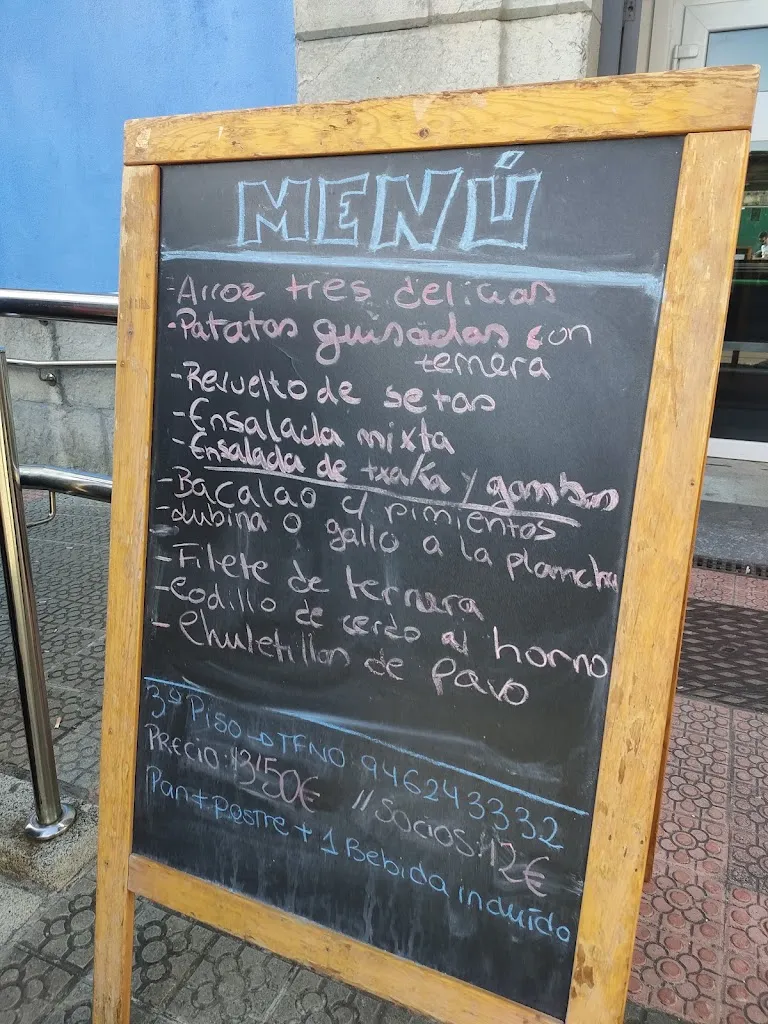 MENÚ
- Arroz tres delicias
- Patatas guisadas con
ternera
- Revuelto de setas
- Ensalada mixta
- Ensalada de txaka y gambas
- Bacalao c/ pimientos
- Lubina o gallo a la plancha
- Filete de ternera
- Codillo de cerdo al horno
- Chuletillas de pavo
3º PISO → TFNO: 946243332
PRECIO: 13'50€ // SOCIOS: 12€
Pan + postre + 1 Bebida incluído